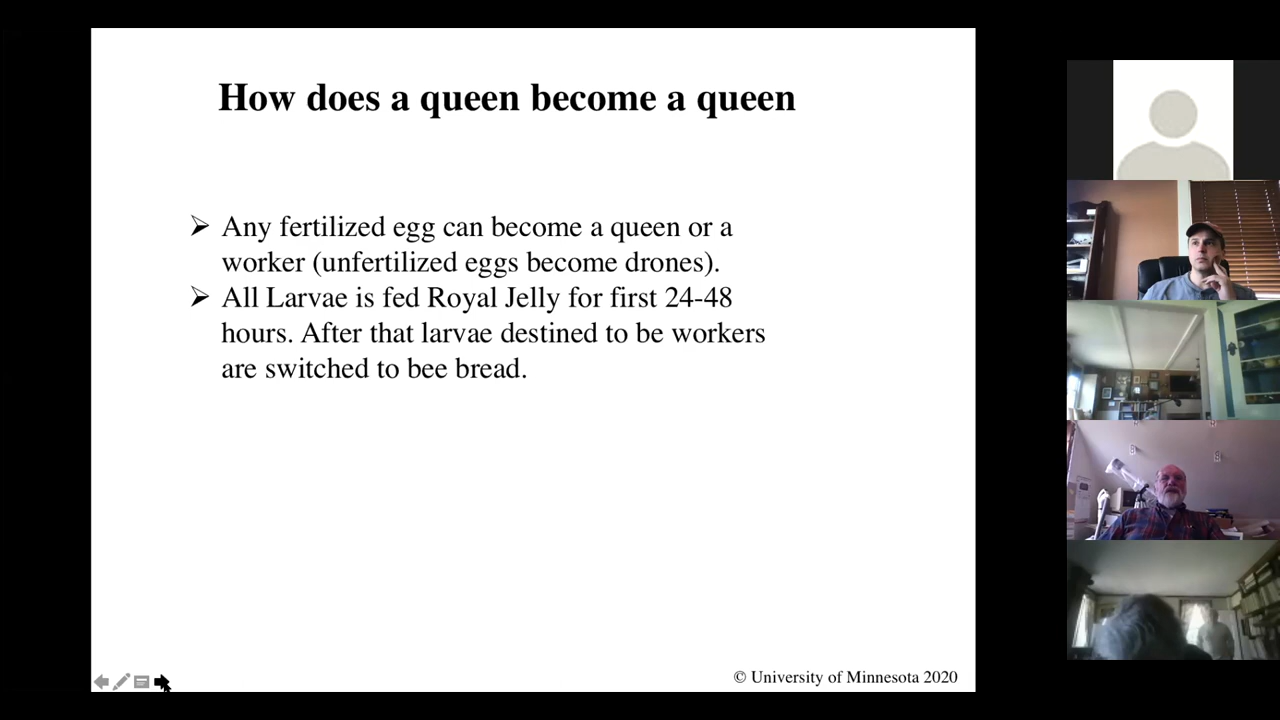 How does a queen become a queen
➢ Any fertilized egg can become a queen or a
worker (unfertilized eggs become drones).
➢ All Larvae is fed Royal Jelly for first 24-48
hours. After that larvae destined to be workers
are switched to bee bread.
© University of Minnesota 2020